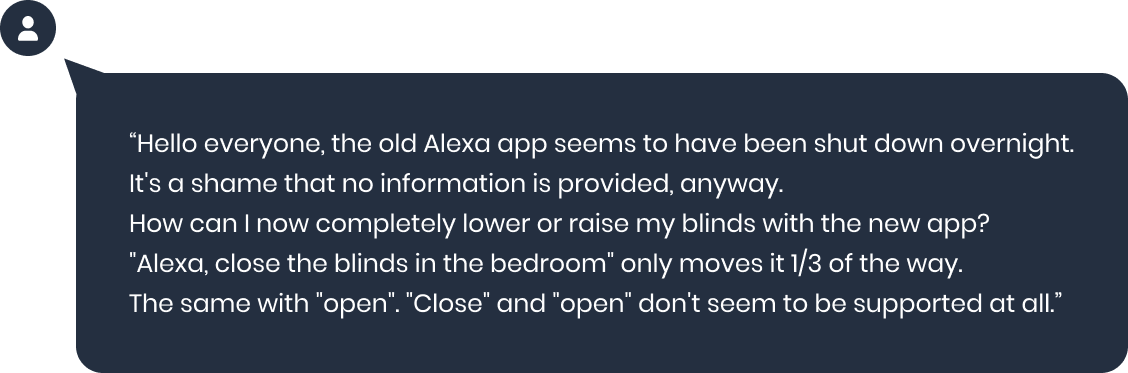 “Hello everyone, the old Alexa app seems to have been shut down overnight.
It's a shame that no information is provided, anyway.
How can I now completely lower or raise my blinds with the new app?
"Alexa, close the blinds in the bedroom" only moves it 1/3 of the way.
The same with "open". "Close" and "open" don't seem to be supported at all.”